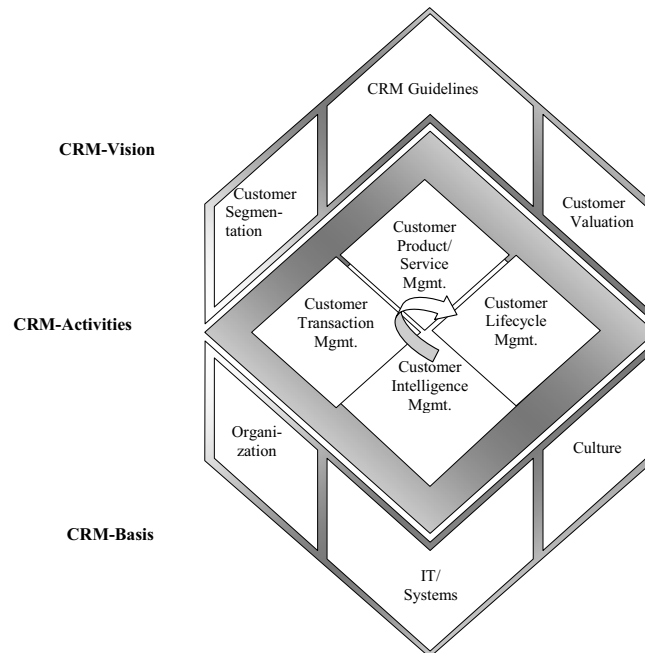 CRM Guidelines
CRM-Vision
Customer
Segmen-
tation
Customer
Valuation
Customer
Product/
Service
Mgmt.
CRM-Activities
Customer
Transaction
Mgmt.
Customer
Lifecycle
Mgmt.
Customer
Intelligence
Mgmt.
Organi-
zation
Culture
CRM-Basis
IT/
Systems